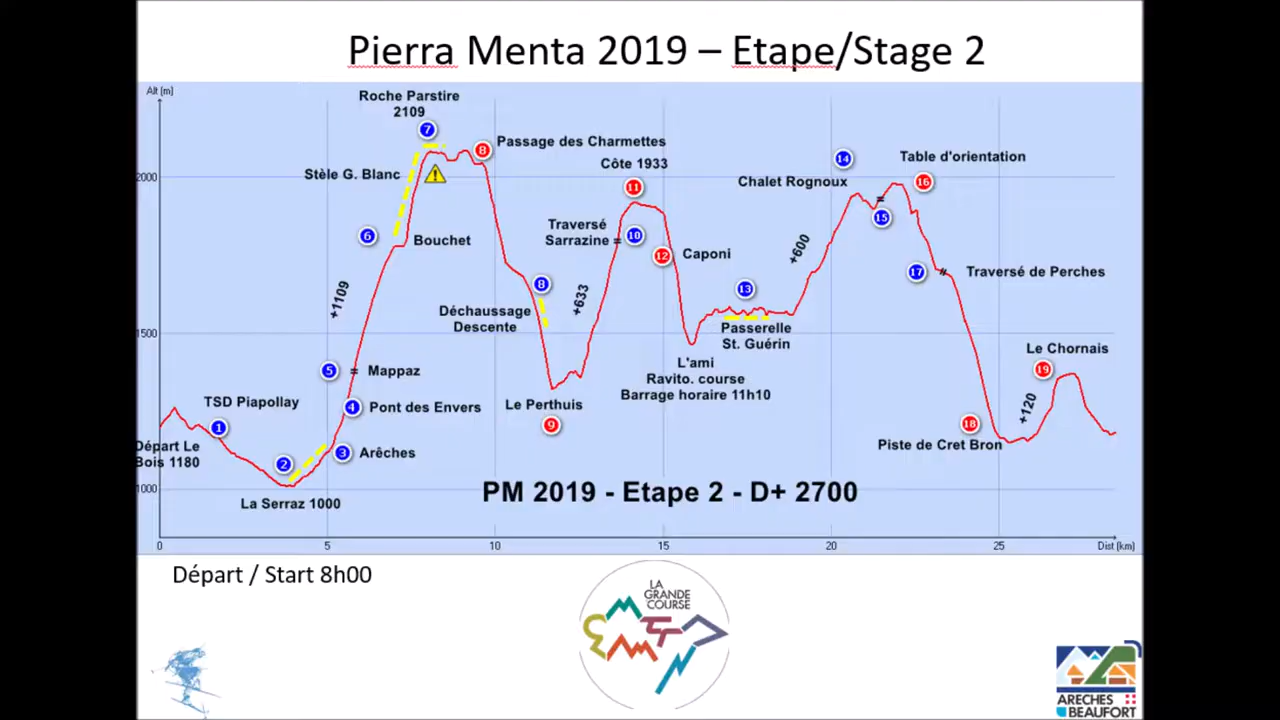 Pierra Menta 2019 – Etape/Stage 2
Alt [m]
Roche Parstire
2109
7
8
Passage des Charmettes
Côte 1933
11
14
Table d'orientation
16
2000
Stèle G. Blanc
!
Chalet Rognoux
Traversé
Sarrazine =
10
15
6
Bouchet
12
Caponi
+600
17
Traversé de Perches
8
13
+1109
+633
Déchaussage
Descente
Passerelle
St. Guérin
1500
Le Chornais
5
= Mappaz
L'ami
Ravito. course
Barrage horaire 11h10
19
TSD Piapollay
4
Pont des Envers
Le Perthuis
+120
1
9
18
Départ Le
Bois 1180
3
Arêches
Piste de Cret Bron
2
1000
La Serraz 1000
PM 2019 - Etape 2 - D+ 2700
0
5
10
15
20
25
Dist [km]
Départ / Start 8h00
LA
GRANDE
COURSE
ARECHES
BEAUFORT